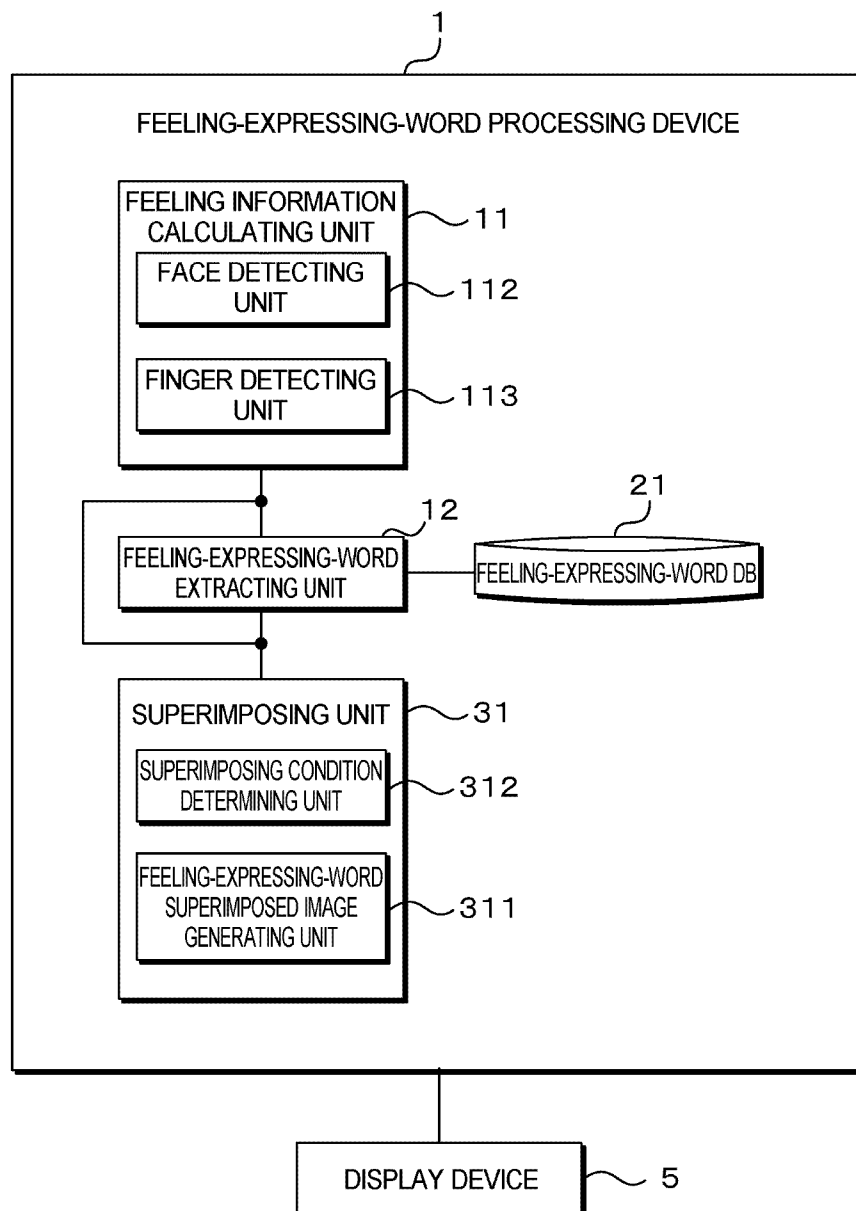 1
FEELING-EXPRESSING-WORD PROCESSING DEVICE
FEELING INFORMATION
CALCULATING UNIT
11
FACE DETECTING
UNIT
112
FINGER DETECTING
UNIT
113
12
21
FEELING-EXPRESSING-WORD
EXTRACTING UNIT
FEELING-EXPRESSING-WORD DB
SUPERIMPOSING UNIT
31
SUPERIMPOSING CONDITION
DETERMINING UNIT
312
FEELING-EXPRESSING-WORD
SUPERIMPOSED IMAGE
GENERATING UNIT
311
DISPLAY DEVICE
5